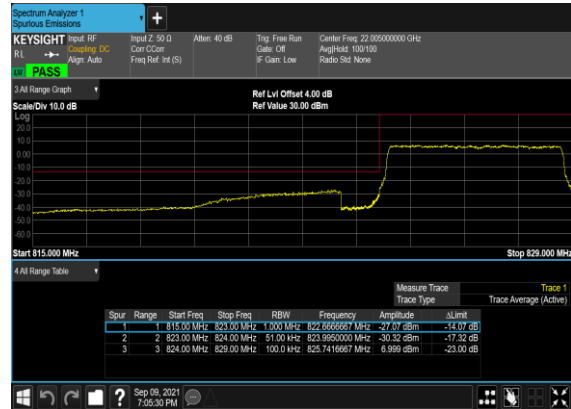 Spectrum Analyzer 1
Spurious Emissions
KEYSIGHT Input: RF Input Z: 50 Ω Atten: 40 dB Trig: Free Run Center Freq: 22.005000000 GHz
R L Coupling: DC Corr CCorr Gate: Off Avg|Hold: 100/100
Align: Auto Freq Ref: Int (S) IF Gain: Low Radio Std: None
LW PASS
3 All Range Graph
Ref Lvl Offset 4.00 dB
Scale/Div 10.0 dB Ref Value 30.00 dBm
Log
20.0
10.0
0.00
-10.0
-20.0
-30.0
-40.0
-50.0
-60.0
Start 815.000 MHz Stop 829.000 MHz
4 All Range Table
Measure Trace Trace 1
Trace Type Trace Average (Active)
Spur Range Start Freq Stop Freq RBW Frequency Amplitude ΔLimit
1 1 815.00 MHz 823.00 MHz 1.000 MHz 822.6666667 MHz -27.07 dBm -14.07 dB
2 2 823.00 MHz 824.00 MHz 51.00 kHz 823.9950000 MHz -30.32 dBm -17.32 dB
3 3 824.00 MHz 829.00 MHz 100.0 kHz 825.7416667 MHz 6.999 dBm -23.00 dB
? Sep 09, 2021
7:05:30 PM